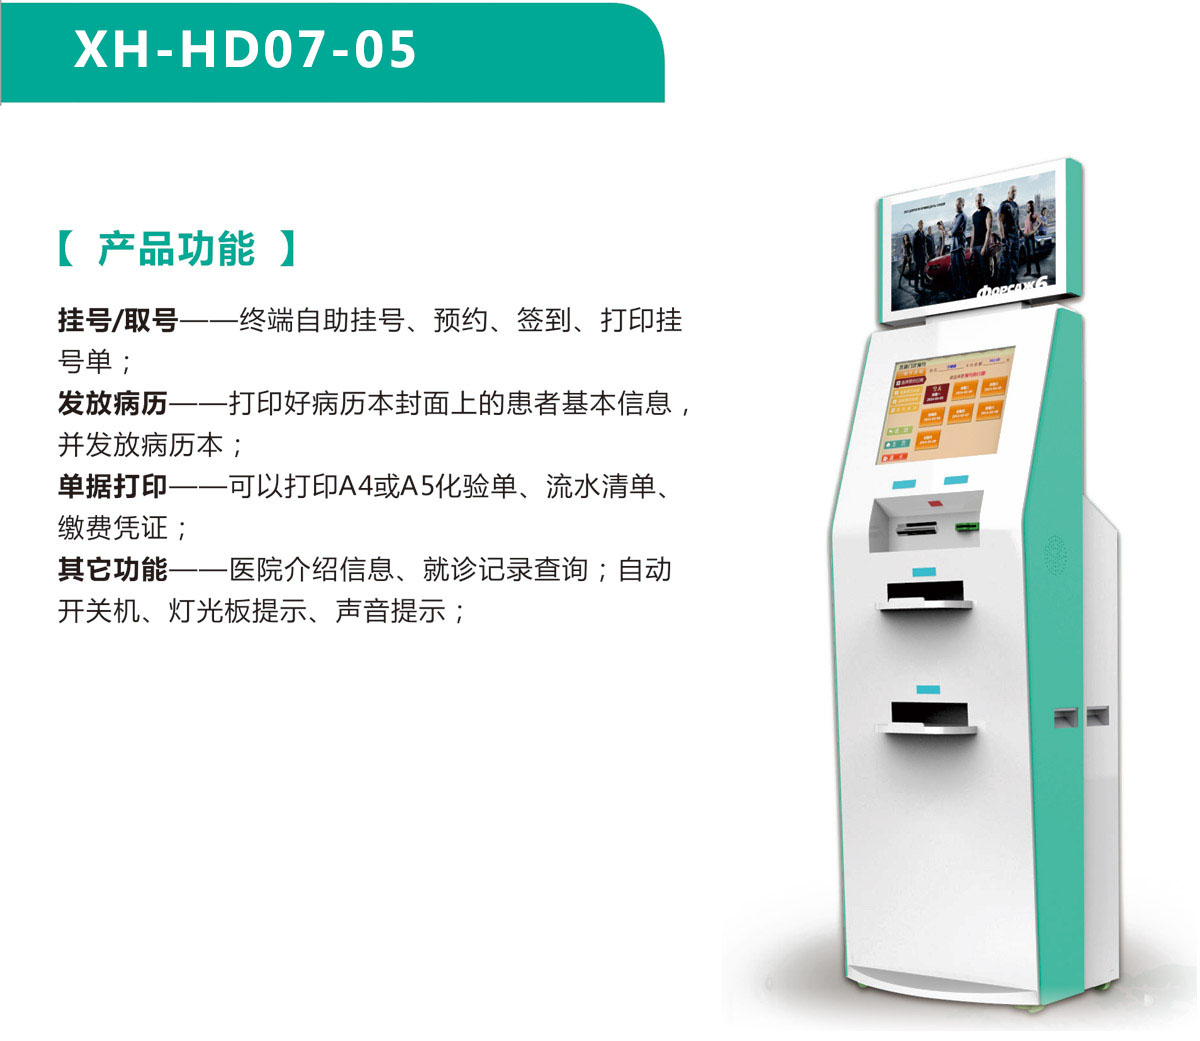 XH-HD07-05
【 产品功能 】
挂号/取号——终端自助挂号、预约、签到、打印挂
号单；
发放病历——打印好病历本封面上的患者基本信息，
并发放病历本；
单据打印——可以打印A4或A5化验单、流水清单、
缴费凭证；
其它功能——医院介绍信息、就诊记录查询；自动
开关机、灯光板提示、声音提示；
ФОРСАЖ6